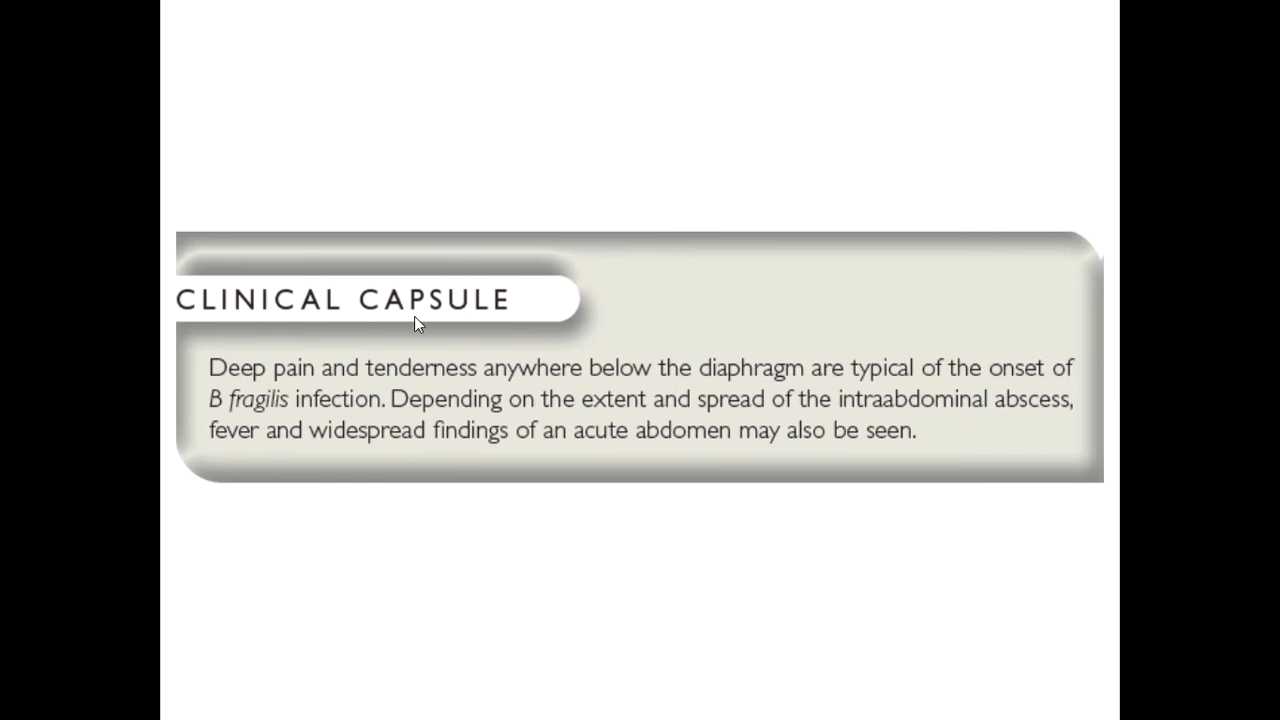 CLINICAL CAPSULE
Deep pain and tenderness anywhere below the diaphragm are typical of the onset of
B fragilis infection. Depending on the extent and spread of the intraabdominal abscess,
fever and widespread findings of an acute abdomen may also be seen.